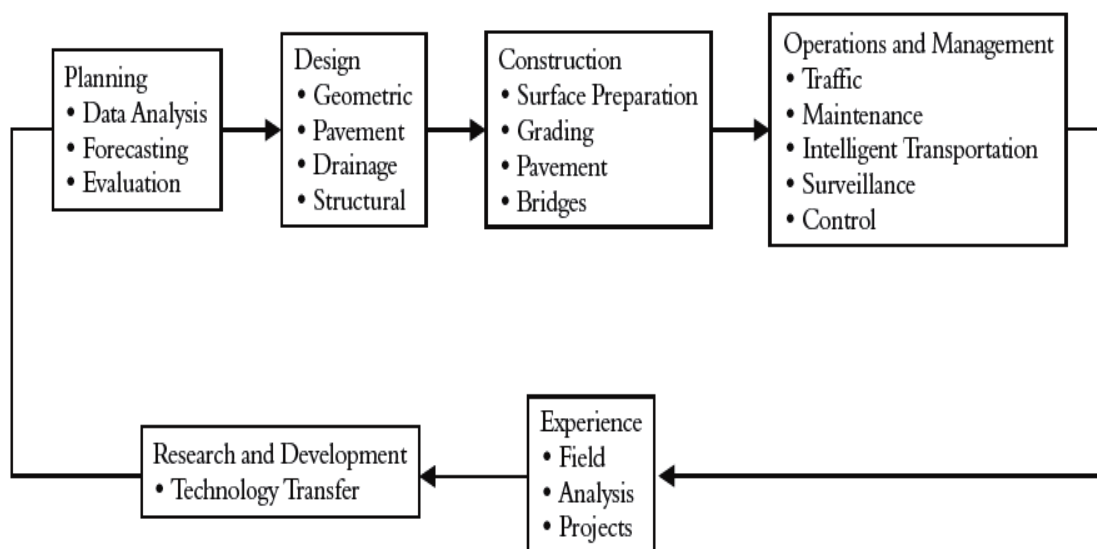 Planning
• Data Analysis
• Forecasting
• Evaluation
Design
• Geometric
• Pavement
• Drainage
• Structural
Construction
• Surface Preparation
• Grading
• Pavement
• Bridges
Operations and Management
• Traffic
• Maintenance
• Intelligent Transportation
• Surveillance
• Control
Research and Development
• Technology Transfer
Experience
• Field
• Analysis
• Projects